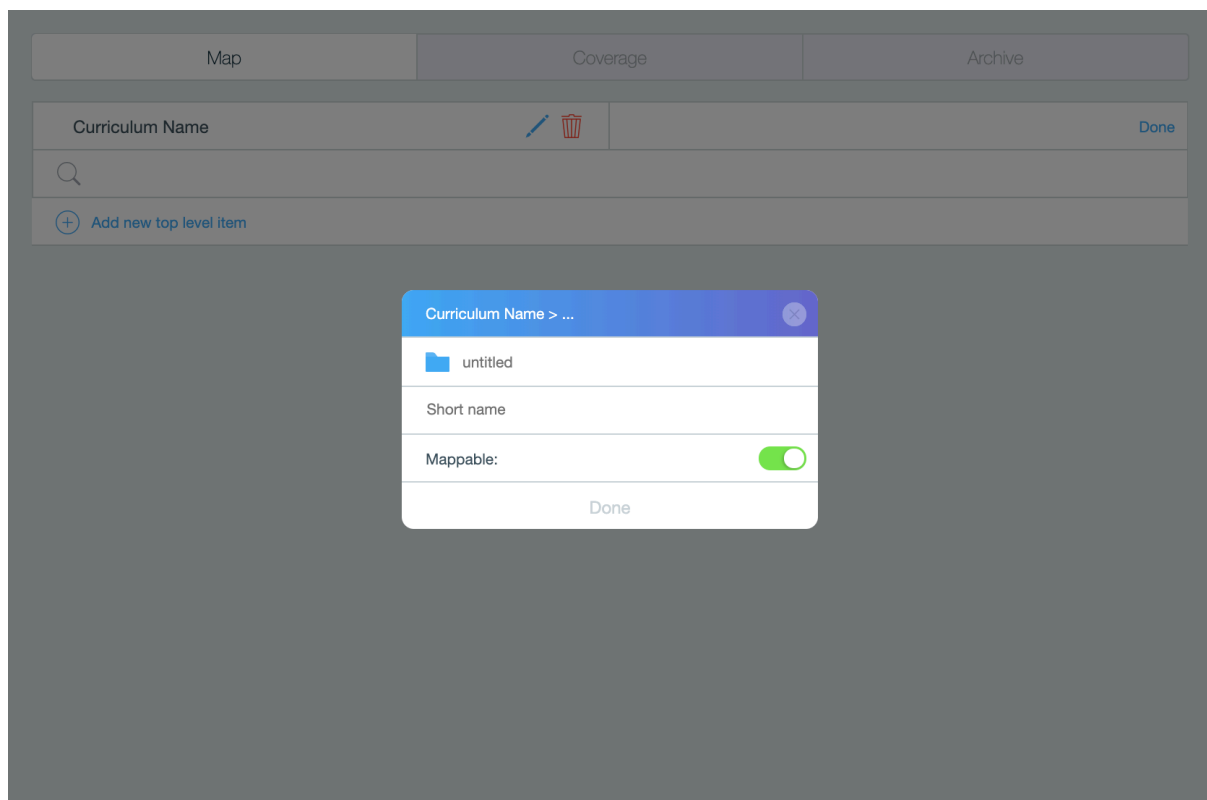 Map
Coverage
Archive
Curriculum Name
Done
Add new top level item
Curriculum Name > ...
untitled
Short name
Mappable:
Done